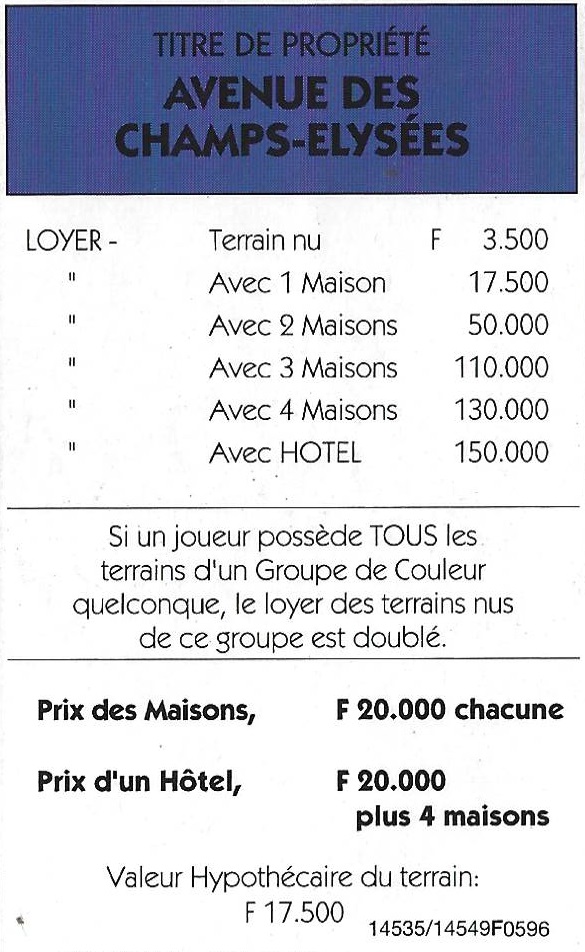 TITRE DE PROPRIÉTÉ
AVENUE DES
CHAMPS-ELYSÉES
LOYER - Terrain nu F 3.500
" Avec 1 Maison 17.500
" Avec 2 Maisons 50.000
" Avec 3 Maisons 110.000
" Avec 4 Maisons 130.000
" Avec HOTEL 150.000
Si un joueur possède TOUS les
terrains d'un Groupe de Couleur
quelconque, le loyer des terrains nus
de ce groupe est doublé.
Prix des Maisons, F 20.000 chacune
Prix d'un Hôtel, F 20.000
plus 4 maisons
Valeur Hypothécaire du terrain:
F 17.500 14535/14549F0596